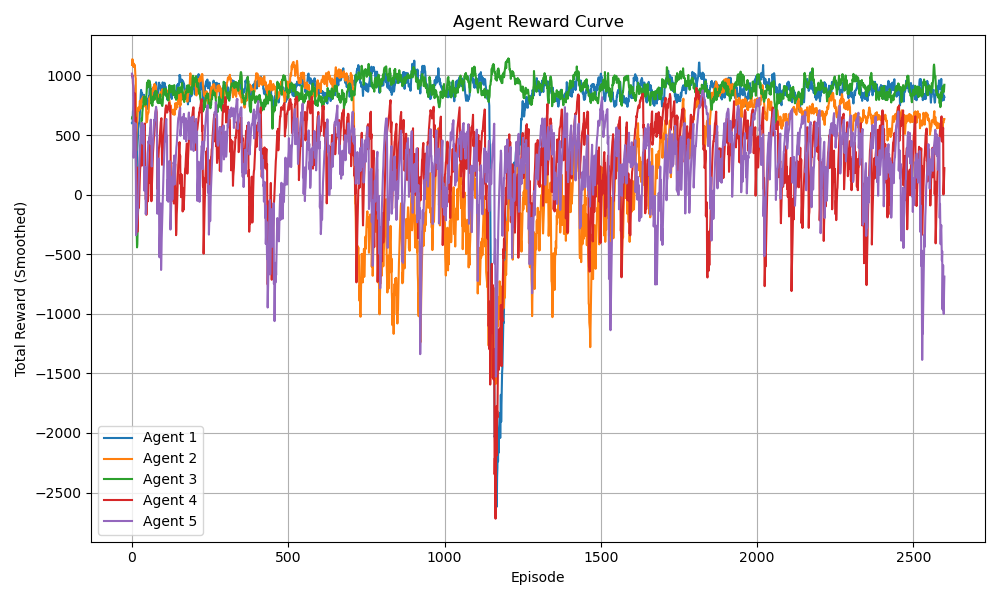 Agent Reward Curve
Total Reward (Smoothed)
1000
500
0
−500
−1000
−1500
−2000
−2500
Agent 1
Agent 2
Agent 3
Agent 4
Agent 5
0 500 1000 1500 2000 2500
Episode